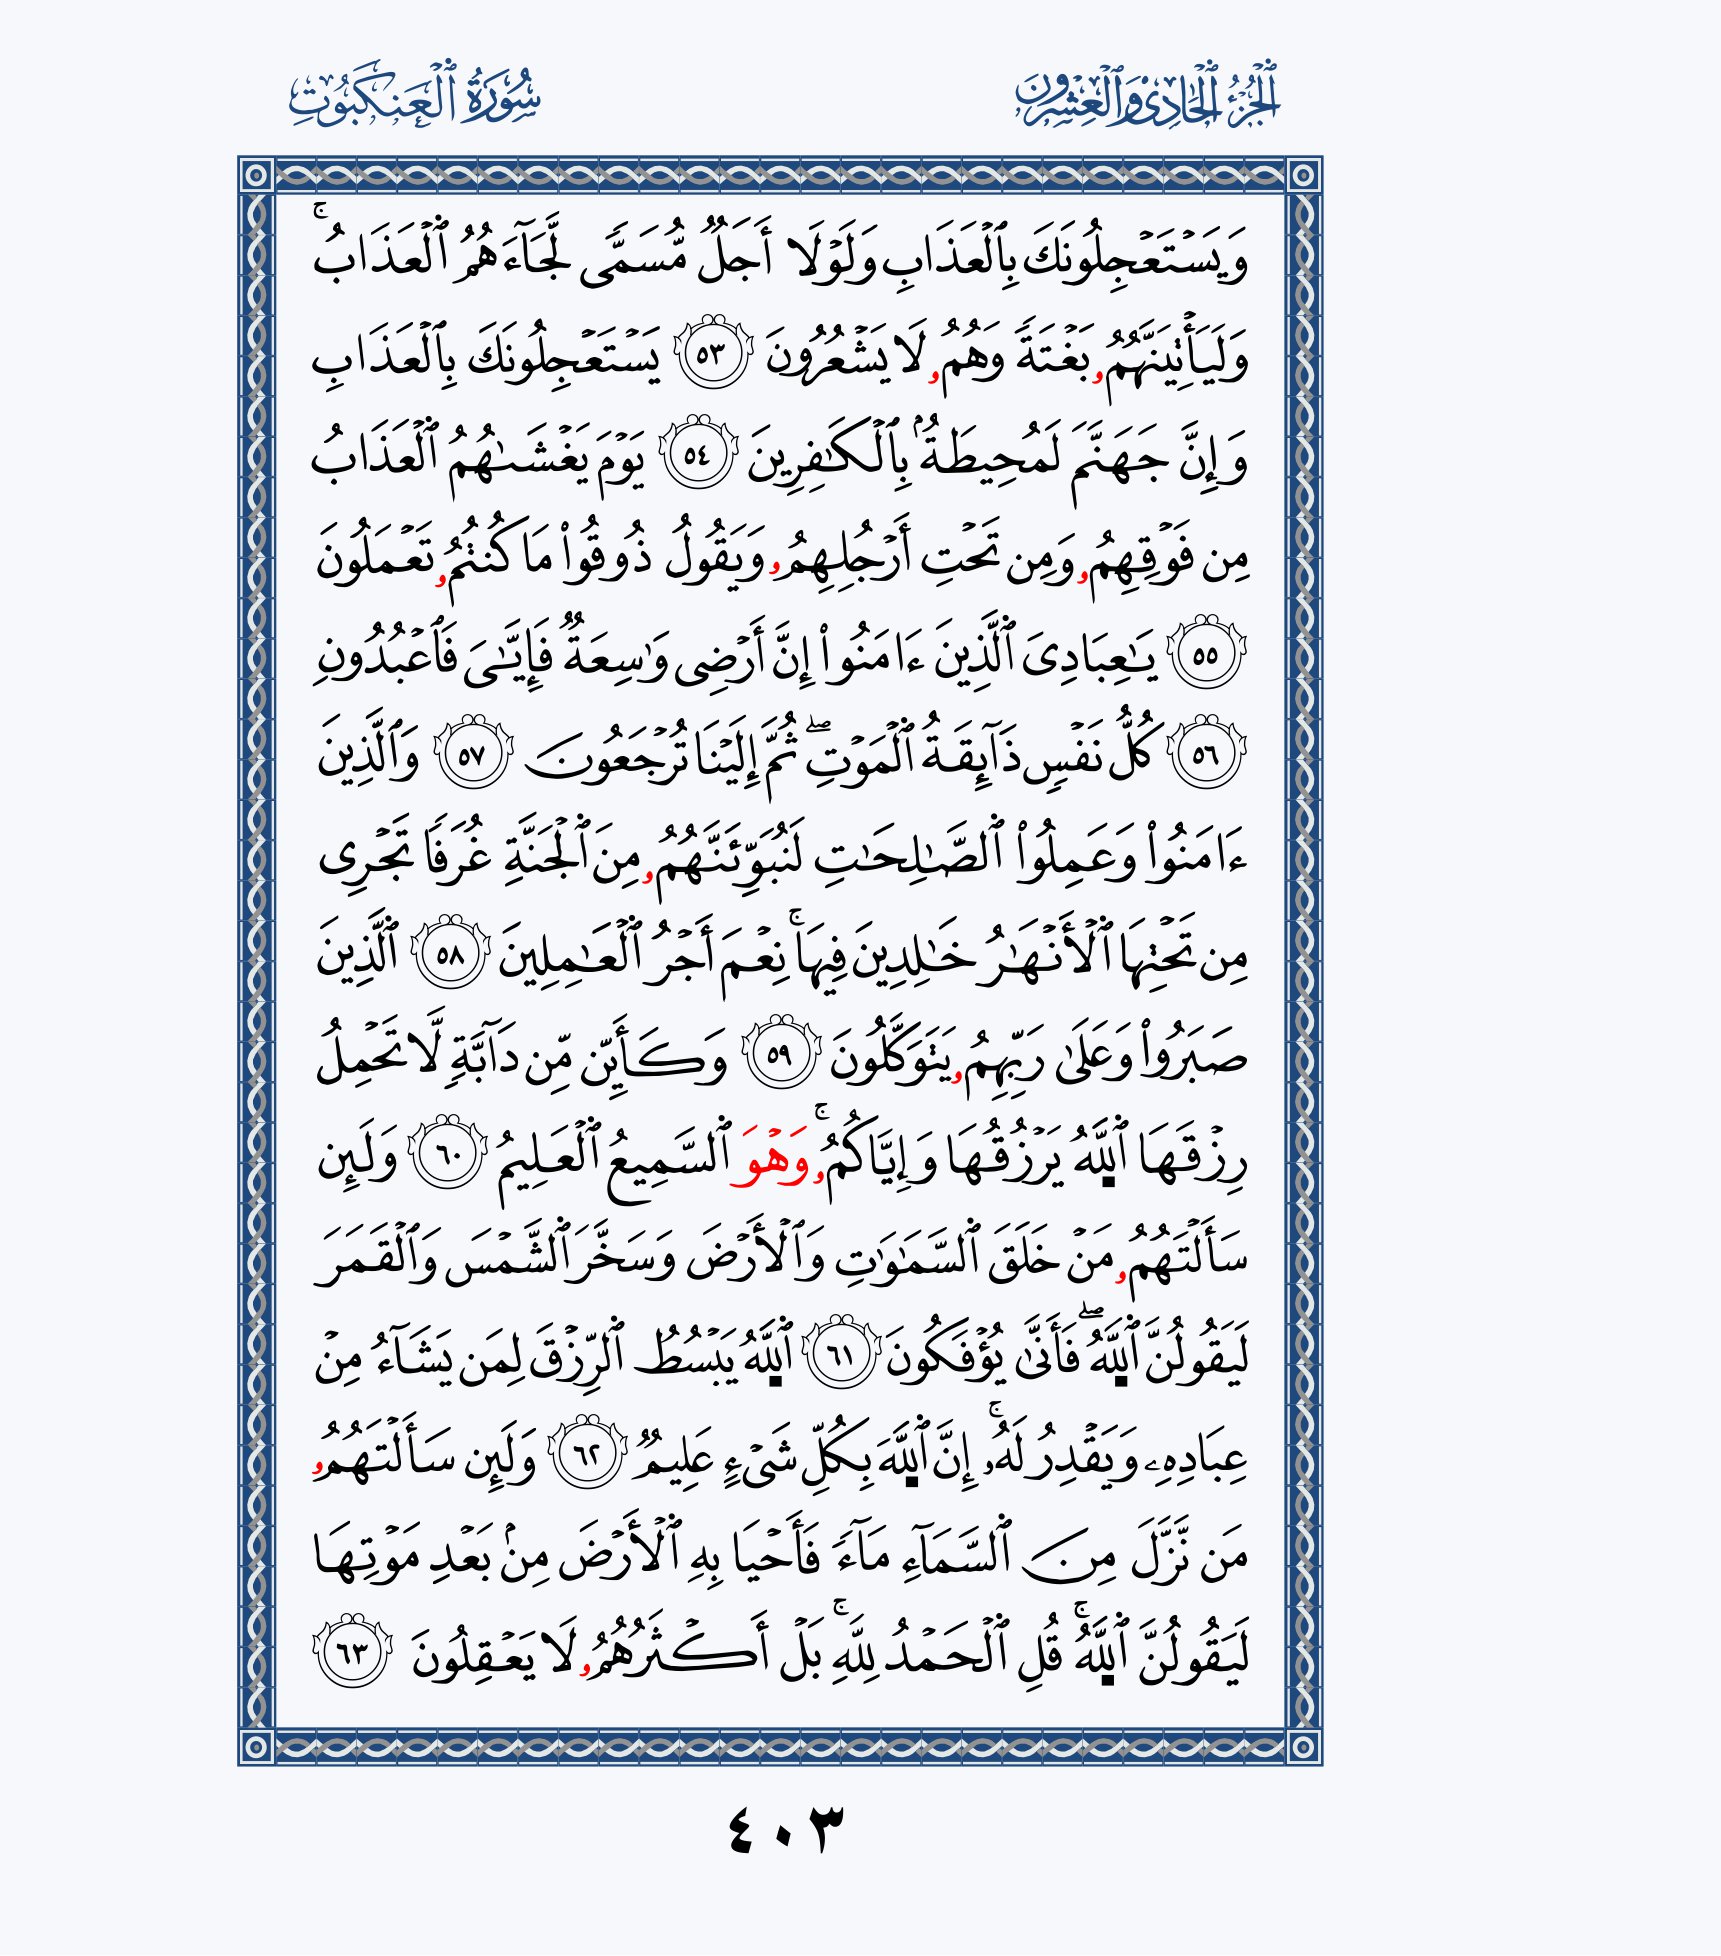 ٱلۡجُزۡءُ ٱلۡحَادِي وَٱلۡعِشۡرُونَ
سُورَةُ ٱلۡعَنكَبُوتِ
وَيَسۡتَعۡجِلُونَكَ بِٱلۡعَذَابِ وَلَوۡلَا أَجَلٞ مُّسَمّٗى لَّجَآءَهُمُ ٱلۡعَذَابُۚ
وَلَيَأۡتِيَنَّهُمُۥ بَغۡتَةٗ وَهُمُۥ لَا يَشۡعُرُونَ ٥٣ يَسۡتَعۡجِلُونَكَ بِٱلۡعَذَابِ
وَإِنَّ جَهَنَّمَ لَمُحِيطَةُۢ بِٱلۡكَٰفِرِينَ ٥٤ يَوۡمَ يَغۡشَىٰهُمُ ٱلۡعَذَابُ
مِن فَوۡقِهِمُۥ وَمِن تَحۡتِ أَرۡجُلِهِمُۥ وَيَقُولُ ذُوقُواْ مَا كُنتُمُۥ تَعۡمَلُونَ
٥٥ يَٰعِبَادِيَ ٱلَّذِينَ ءَامَنُواْ إِنَّ أَرۡضِي وَٰسِعَةٞ فَإِيَّٰيَ فَٱعۡبُدُونِ
٥٦ كُلُّ نَفۡسٖ ذَآئِقَةُ ٱلۡمَوۡتِۖ ثُمَّ إِلَيۡنَا تُرۡجَعُونَ ٥٧ وَٱلَّذِينَ
ءَامَنُواْ وَعَمِلُواْ ٱلصَّٰلِحَٰتِ لَنُبَوِّئَنَّهُمُۥ مِنَ ٱلۡجَنَّةِ غُرَفٗا تَجۡرِي
مِن تَحۡتِهَا ٱلۡأَنۡهَٰرُ خَٰلِدِينَ فِيهَاۚ نِعۡمَ أَجۡرُ ٱلۡعَٰمِلِينَ ٥٨ ٱلَّذِينَ
صَبَرُواْ وَعَلَىٰ رَبِّهِمُۥ يَتَوَكَّلُونَ ٥٩ وَكَأَيِّن مِّن دَآبَّةٖ لَّا تَحۡمِلُ
رِزۡقَهَا ٱللَّهُ يَرۡزُقُهَا وَإِيَّاكُمُۥۚ وَهۡوَ ٱلسَّمِيعُ ٱلۡعَلِيمُ ٦٠ وَلَئِن
سَأَلۡتَهُمُۥ مَنۡ خَلَقَ ٱلسَّمَٰوَٰتِ وَٱلۡأَرۡضَ وَسَخَّرَ ٱلشَّمۡسَ وَٱلۡقَمَرَ
لَيَقُولُنَّ ٱللَّهُۖ فَأَنَّىٰ يُؤۡفَكُونَ ٦١ ٱللَّهُ يَبۡسُطُ ٱلرِّزۡقَ لِمَن يَشَآءُ مِنۡ
عِبَادِهِۦ وَيَقۡدِرُ لَهُۥۚ إِنَّ ٱللَّهَ بِكُلِّ شَيۡءٍ عَلِيمٞ ٦٢ وَلَئِن سَأَلۡتَهُمُۥ
مَن نَّزَّلَ مِنَ ٱلسَّمَآءِ مَآءٗ فَأَحۡيَا بِهِ ٱلۡأَرۡضَ مِنۢ بَعۡدِ مَوۡتِهَا
لَيَقُولُنَّ ٱللَّهُۚ قُلِ ٱلۡحَمۡدُ لِلَّهِۚ بَلۡ أَكۡثَرُهُمُۥ لَا يَعۡقِلُونَ ٦٣
٤٠٣